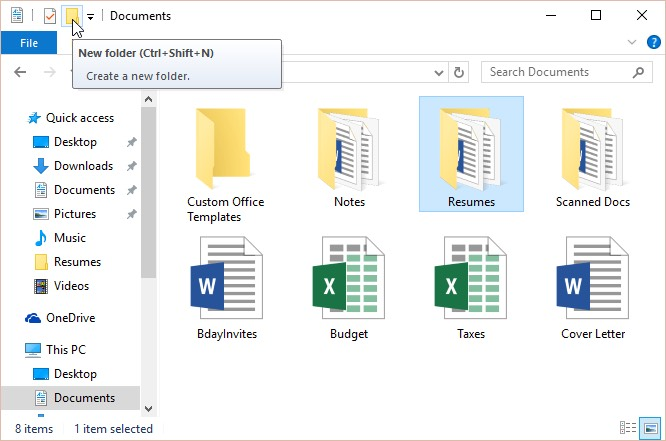 Documents
File
New folder (Ctrl+Shift+N)
Create a new folder.
Search Documents
Quick access
Desktop
Downloads
Documents
Pictures
Music
Resumes
Videos
OneDrive
This PC
Desktop
Documents
Custom Office
Templates
Notes
Resumes
Scanned Docs
W
X
X
W
BdayInvites
Budget
Taxes
Cover Letter
8 items
1 item selected